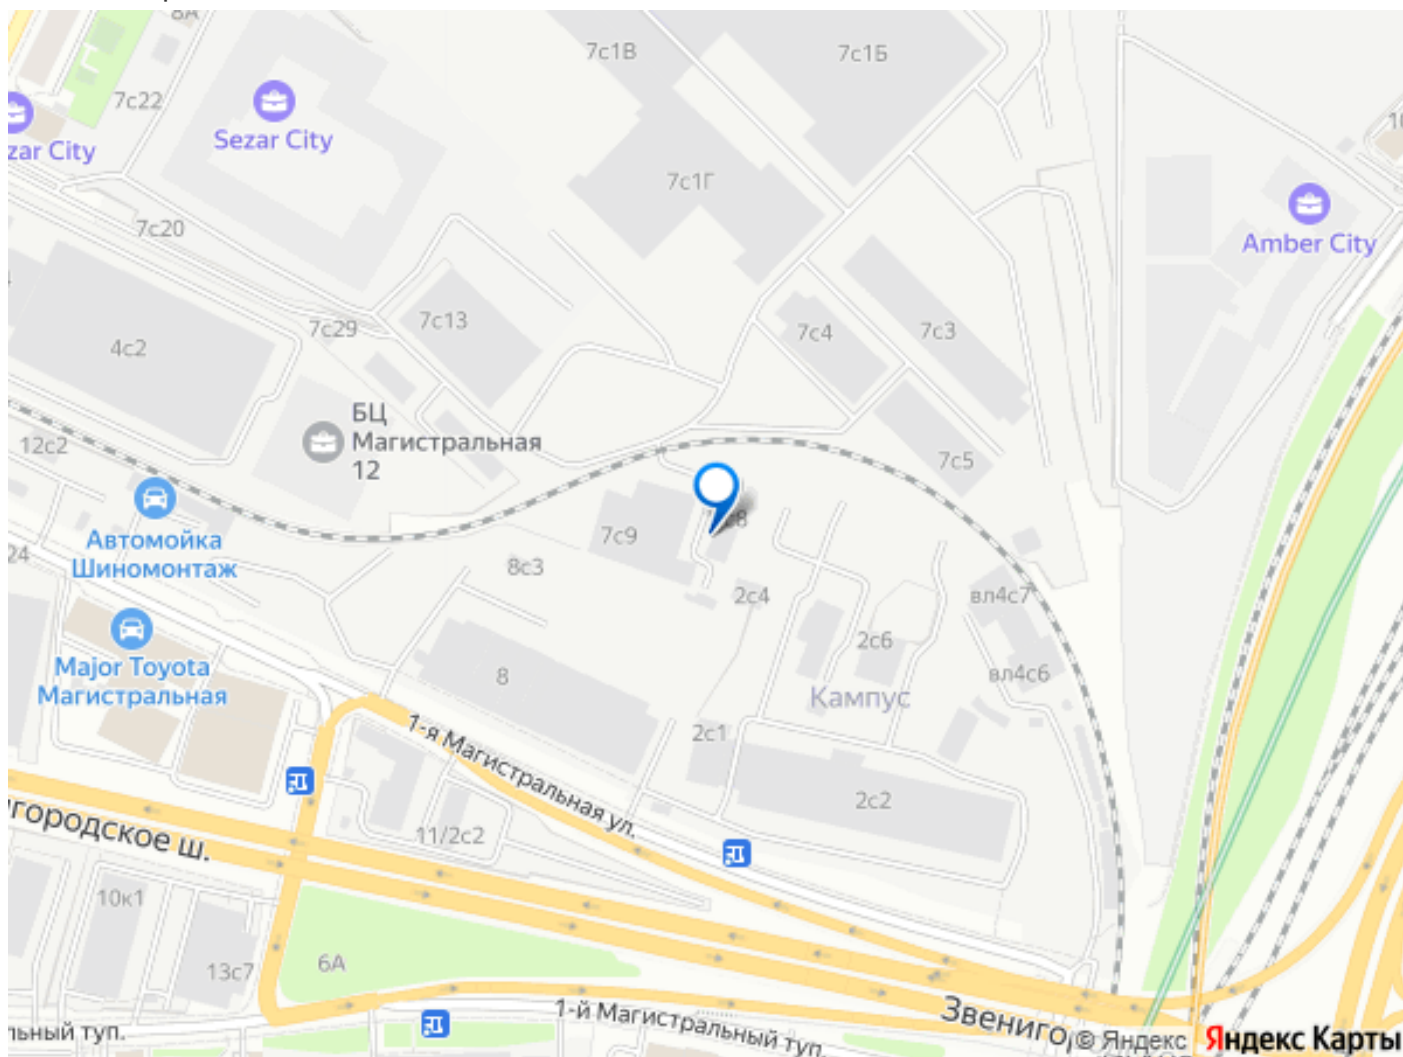 8А
7с1В
7с1Б
7с22
Sezar City
zar City
7с1Г
7с20
Amber City
7с29
7с13
7с4
7с3
4с2
БЦ
Магистральная
12
12с2
7с5
Автомойка
Шиномонтаж
24
7с9
8с3
2с4
вл4с7
Major Toyota
Магистральная
8
2с6
вл4с6
Кампус
1-я Магистральная ул.
2с1
2с2
городское ш.
11/2с2
10к1
13с7
6А
1-й Магистральный туп.
льный туп.
Звениго
© Яндекс Яндекс Карты